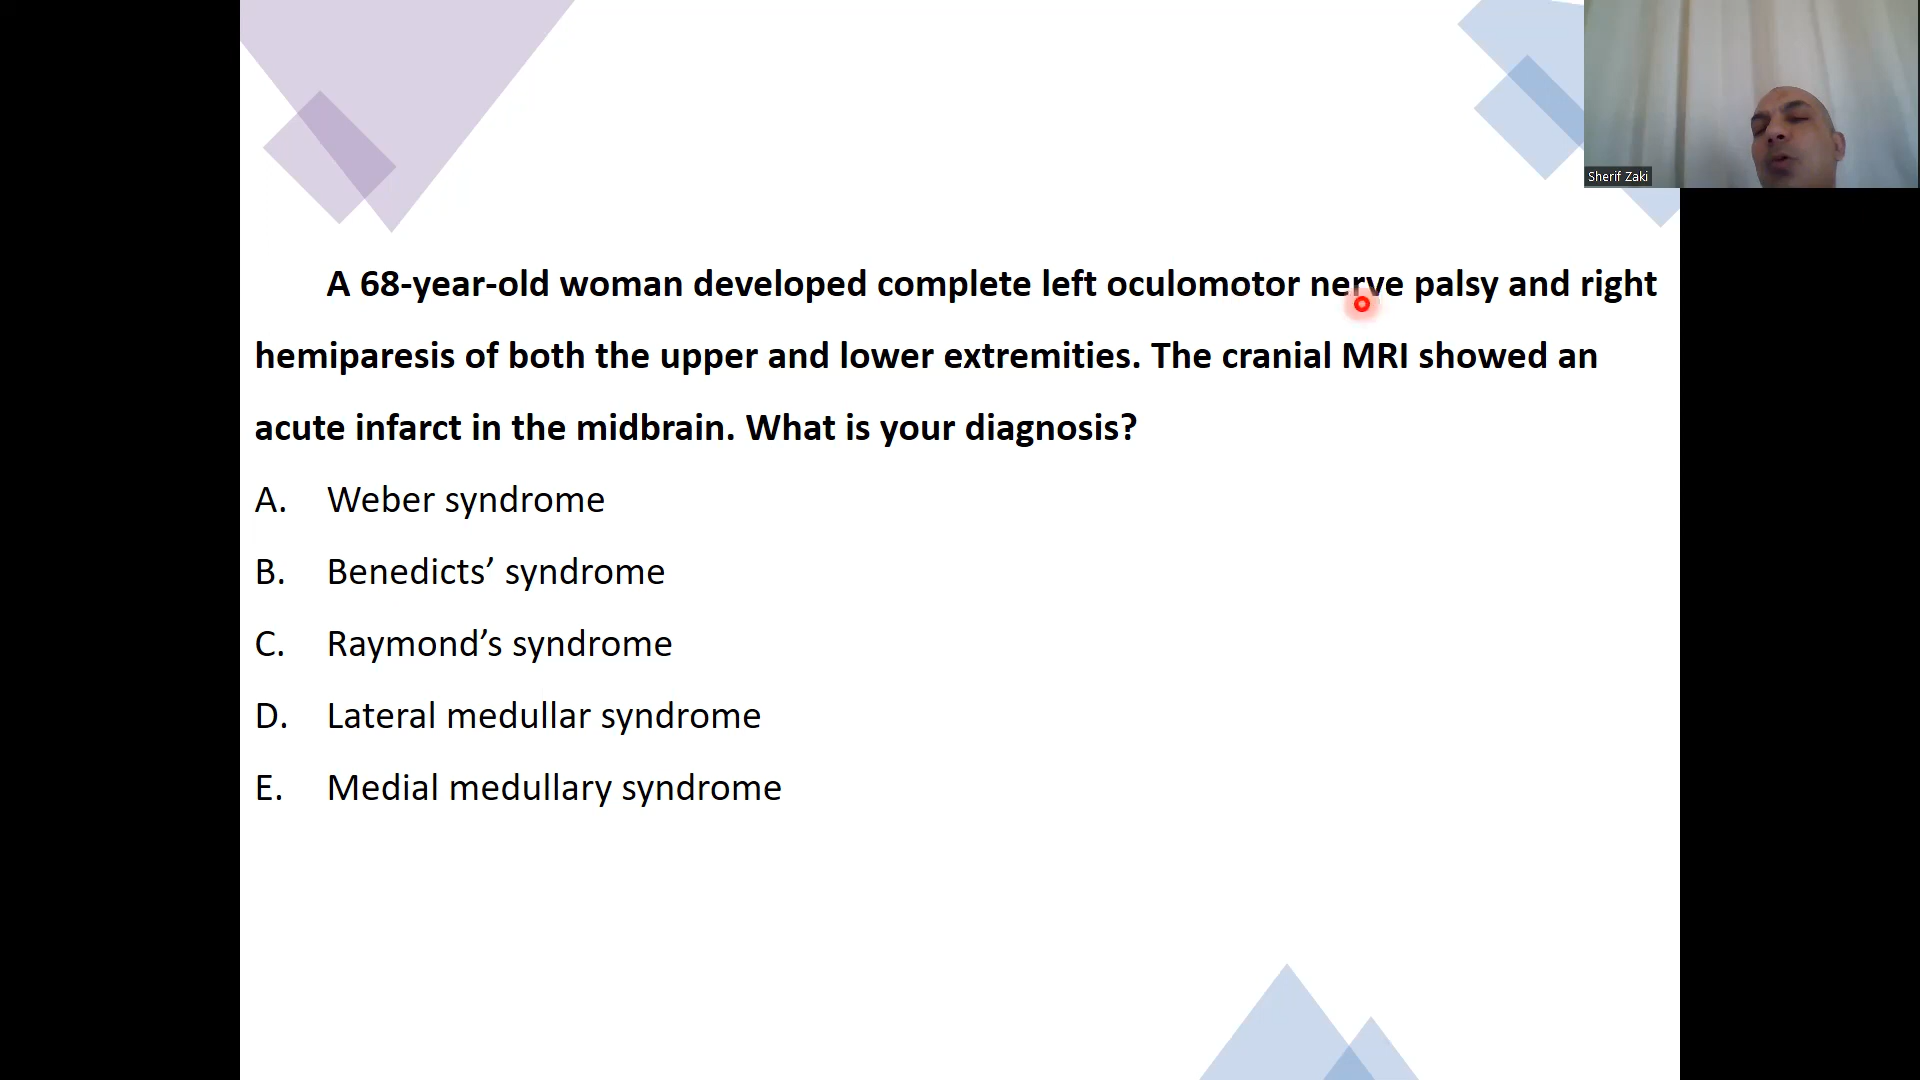 Sherif Zaki
A 68-year-old woman developed complete left oculomotor nerve palsy and right
hemiparesis of both the upper and lower extremities. The cranial MRI showed an
acute infarct in the midbrain. What is your diagnosis?
A. Weber syndrome
B. Benedicts’ syndrome
C. Raymond’s syndrome
D. Lateral medullar syndrome
E. Medial medullary syndrome